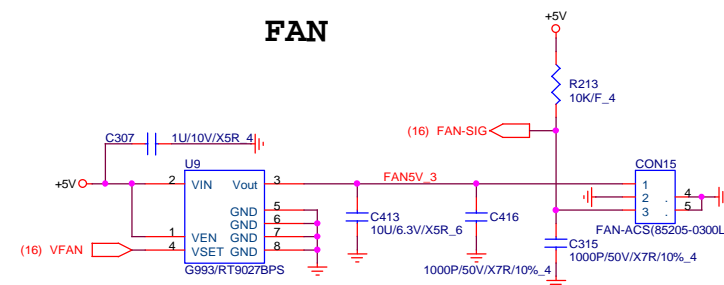 FAN
+5V
R213
10K/F_4
(16) FAN-SIG
C307
1U/10V/X5R_4
U9
CON15
+5V
2
VIN
Vout
3
FAN5V_3
1
2
3
4
.
5
.
GND
5
GND
6
1
VEN
GND
7
(16) VFAN
4
VSET
GND
8
G993/RT9027BPS
C413
10U/6.3V/X5R_6
C416
1000P/50V/X7R/10%_4
FAN-ACS(85205-0300L
C315
1000P/50V/X7R/10%_4